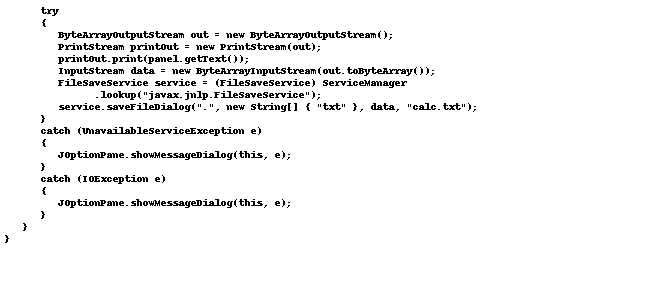 try
{
ByteArrayOutputStream out = new ByteArrayOutputStream();
PrintStream printOut = new PrintStream(out);
printOut.print(panel.getText());
InputStream data = new ByteArrayInputStream(out.toByteArray());
FileSaveService service = (FileSaveService) ServiceManager
.lookup("javax.jnlp.FileSaveService");
service.saveFileDialog(".", new String[] { "txt" }, data, "calc.txt");
}
catch (UnavailableServiceException e)
{
JOptionPane.showMessageDialog(this, e);
}
catch (IOException e)
{
JOptionPane.showMessageDialog(this, e);
}
}
}